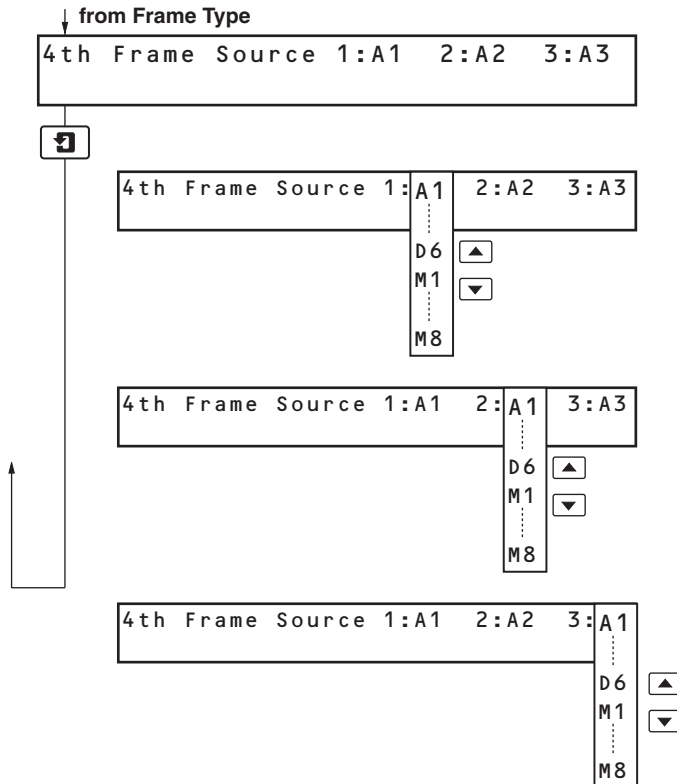 from Frame Type
4th Frame Source 1:A1 2:A2 3:A3
4th Frame Source 1:A1 2:A2 3:A3
D6
M1
M8
4th Frame Source 1:A1 2:A1 3:A3
D6
M1
M8
4th Frame Source 1:A1 2:A2 3:A1
D6
M1
M8